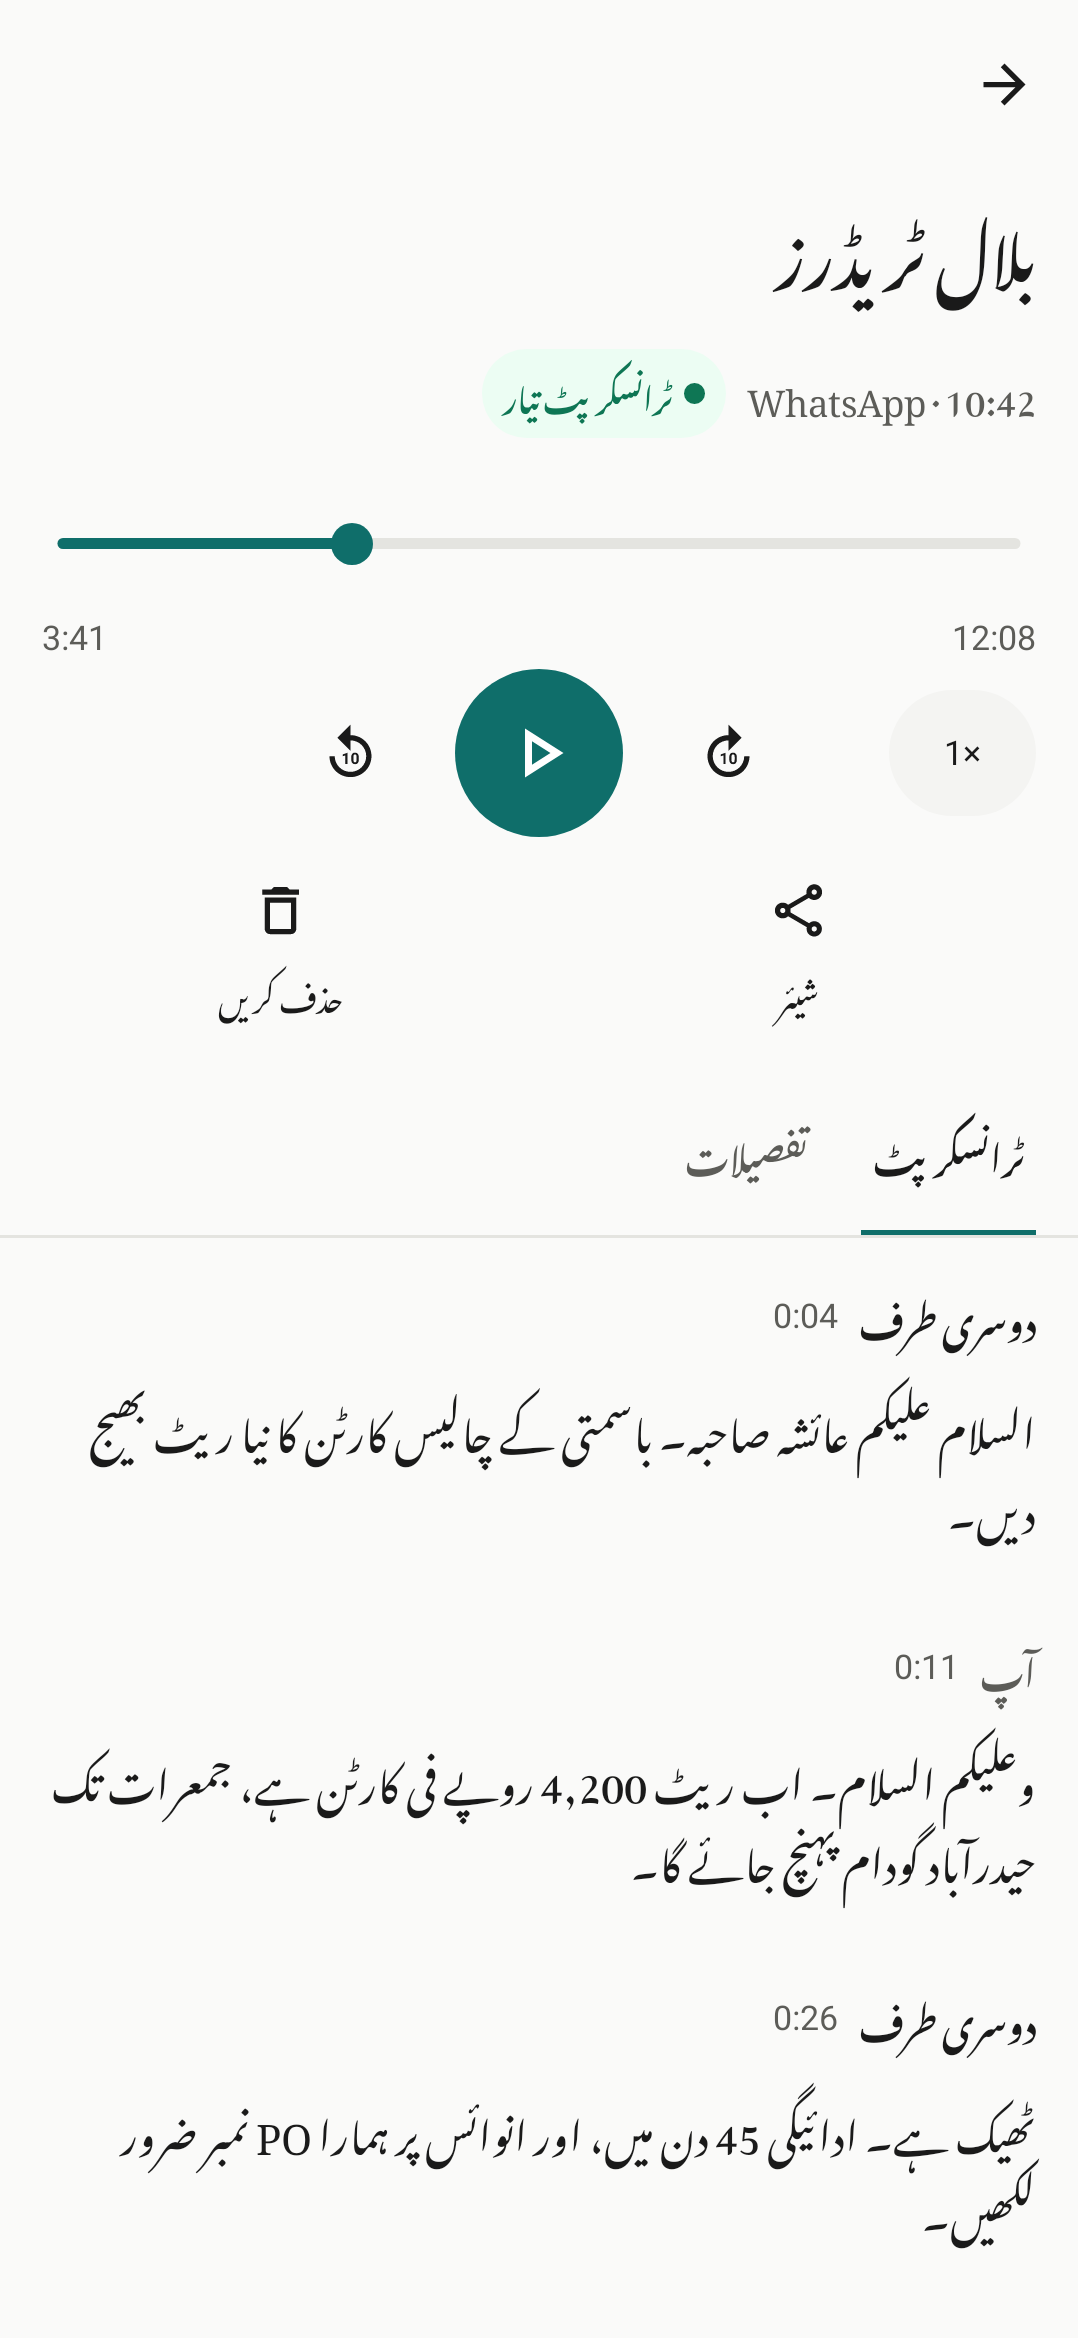 بلال ٹریڈرز
10:42 · WhatsApp
ٹرانسکرپٹ تیار
3:41
12:08
10
10
1×
شیئر
حذف کریں
ٹرانسکرپٹ
تفصیلات
دوسری طرف 0:04
السلام علیکم عائشہ صاحبہ۔ باسمتی کے چالیس کارٹن کا نیا ریٹ بھیج
دیں۔
آپ 0:11
وعلیکم السلام۔ اب ریٹ 4,200 روپے فی کارٹن ہے، جمعرات تک
حیدرآباد گودام پہنچ جائے گا۔
دوسری طرف 0:26
ٹھیک ہے۔ ادائیگی 45 دن میں، اور انوائس پر ہمارا PO نمبر ضرور
لکھیں۔